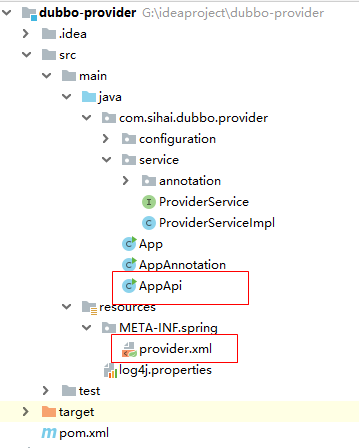 dubbo-provider G:\ideaproject\dubbo-provider
.idea
src
main
java
com.sihai.dubbo.provider
configuration
service
annotation
I ProviderService
C ProviderServiceImpl
C App
C AppAnnotation
C AppApi
resources
META-INF.spring
provider.xml
log4j.properties
test
target
m pom.xml